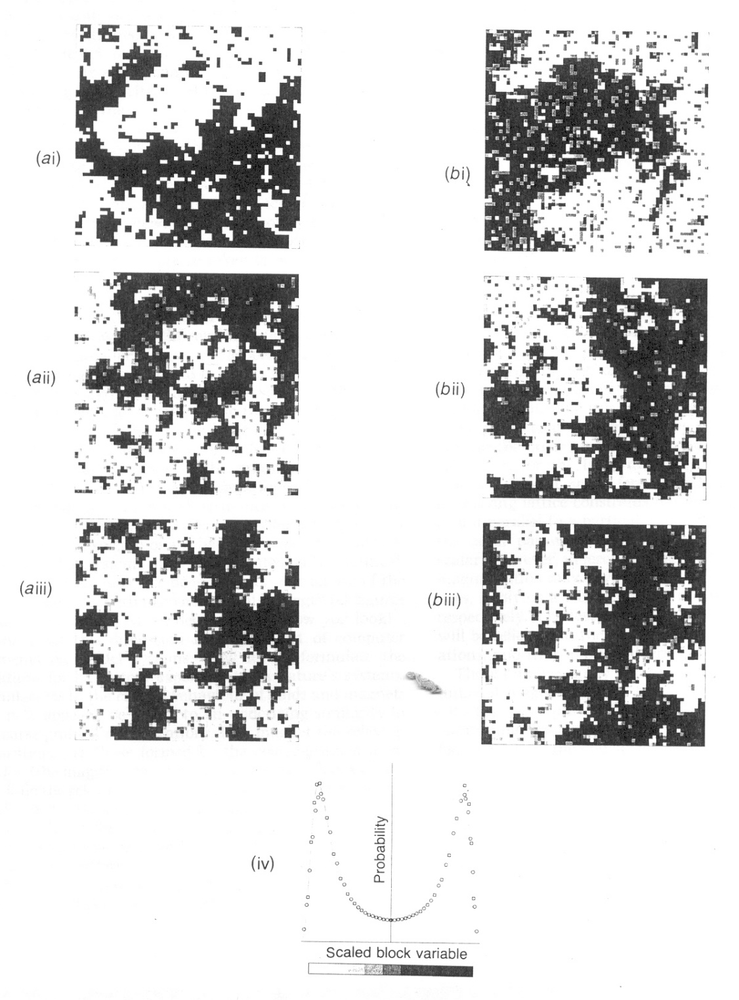 (ai)
(bi)
(aii)
(bii)
(aiii)
(biii)
(iv)
Probability
Scaled block variable